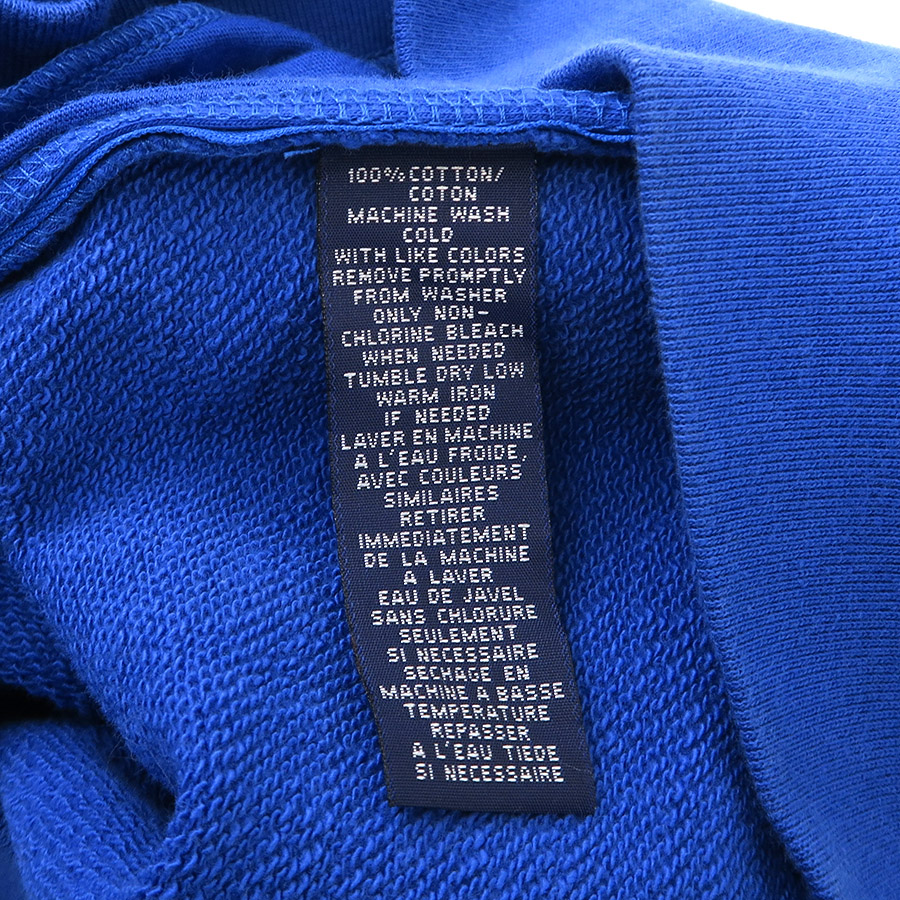 100% COTTON/
COTON
MACHINE WASH
COLD
WITH LIKE COLORS
REMOVE PROMPTLY
FROM WASHER
ONLY NON-
CHLORINE BLEACH
WHEN NEEDED
TUMBLE DRY LOW
WARM IRON
IF NEEDED
LAVER EN MACHINE
A L'EAU FROIDE,
AVEC COULEURS
SIMILAIRES
RETIRER
IMMEDIATEMENT
DE LA MACHINE
A LAVER
EAU DE JAVEL
SANS CHLORURE
SEULEMENT
SI NECESSAIRE
SECHAGE EN
MACHINE A BASSE
TEMPERATURE
REPASSER
A L'EAU TIEDE
SI NECESSAIRE